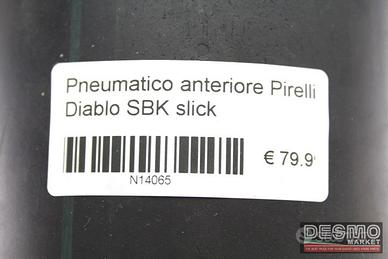 Pneumatico anteriore Pirelli
Diablo SBK slick
€ 79.9
N14065
DESMO
MARKET